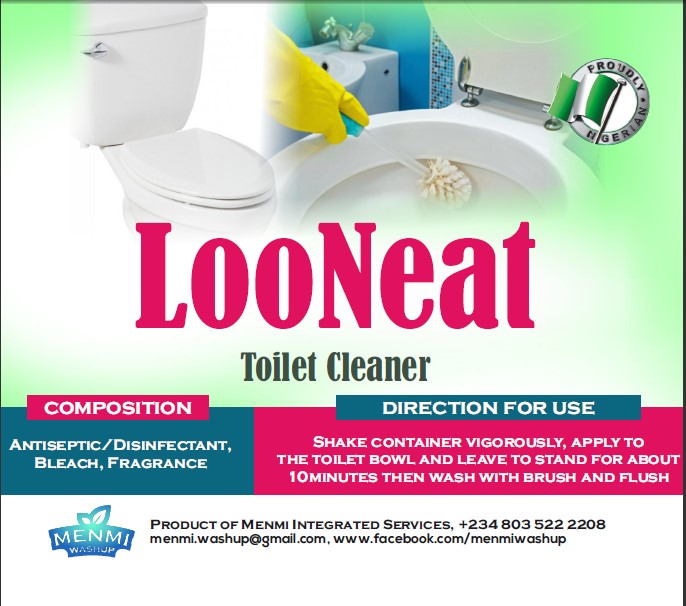 PROUDLY
NIGERIAN
LooNeat
Toilet Cleaner
COMPOSITION
ANTISEPTIC/DISINFECTANT,
BLEACH, FRAGRANCE
DIRECTION FOR USE
SHAKE CONTAINER VIGOROUSLY, APPLY TO
THE TOILET BOWL AND LEAVE TO STAND FOR ABOUT
10MINUTES THEN WASH WITH BRUSH AND FLUSH
MENMI
WASHUP
PRODUCT OF MENMI INTEGRATED SERVICES, +234 803 522 2208
menmi.washup@gmail.com, www.facebook.com/menmiwashup